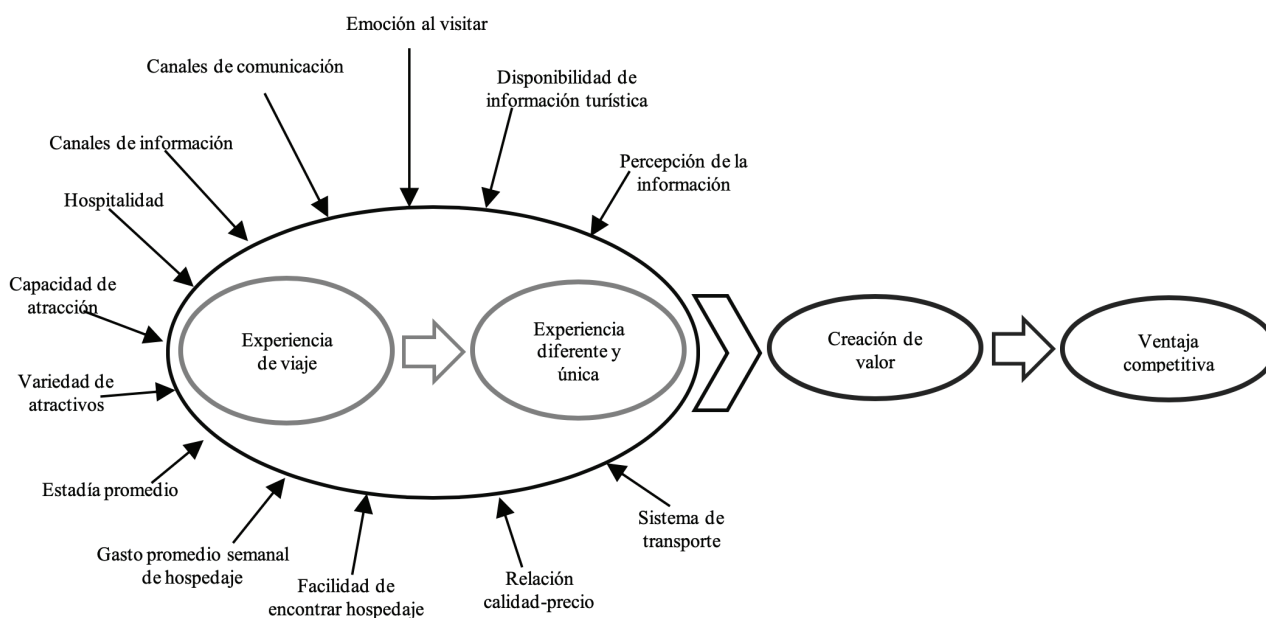 Emoción al visitar
Canales de comunicación
Disponibilidad de
información turística
Canales de información
Percepción de la
información
Hospitalidad
Capacidad de
atracción
Experiencia
de viaje
Experiencia
diferente y
única
Creación de
valor
Ventaja
competitiva
Variedad de
atractivos
Estadía promedio
Sistema de
transporte
Gasto promedio semanal
de hospedaje
Facilidad de
encontrar hospedaje
Relación
calidad-precio